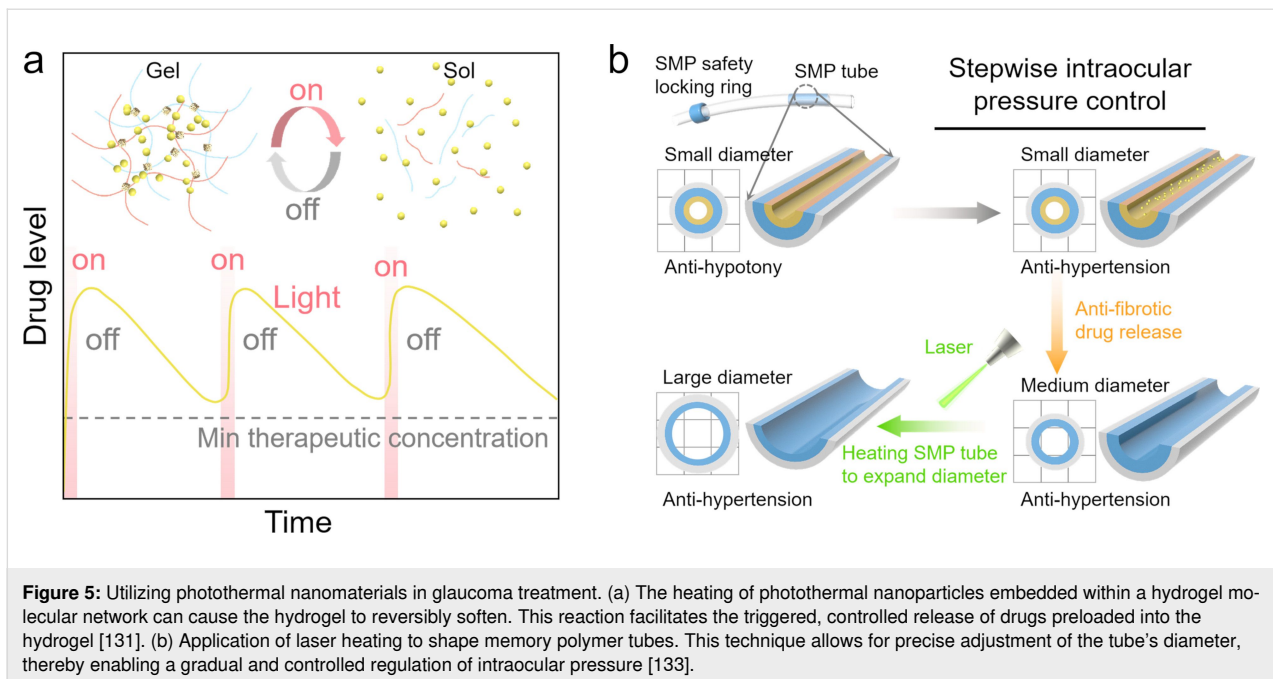 a
Gel
on
Sol
off
Drug level
on
on
on
Light
off
off
off
Min therapeutic concentration
Time
b
SMP safety
locking ring
SMP tube
Stepwise intraocular
pressure control
Small diameter
Anti-hypotony
Small diameter
Anti-hypertension
Anti-fibrotic
drug release
Laser
Large diameter
Anti-hypertension
Heating SMP tube
to expand diameter
Medium diameter
Anti-hypertension
Figure 5: Utilizing photothermal nanomaterials in glaucoma treatment. (a) The heating of photothermal nanoparticles embedded within a hydrogel mo-
lecular network can cause the hydrogel to reversibly soften. This reaction facilitates the triggered, controlled release of drugs preloaded into the
hydrogel [131]. (b) Application of laser heating to shape memory polymer tubes. This technique allows for precise adjustment of the tube's diameter,
thereby enabling a gradual and controlled regulation of intraocular pressure [133].